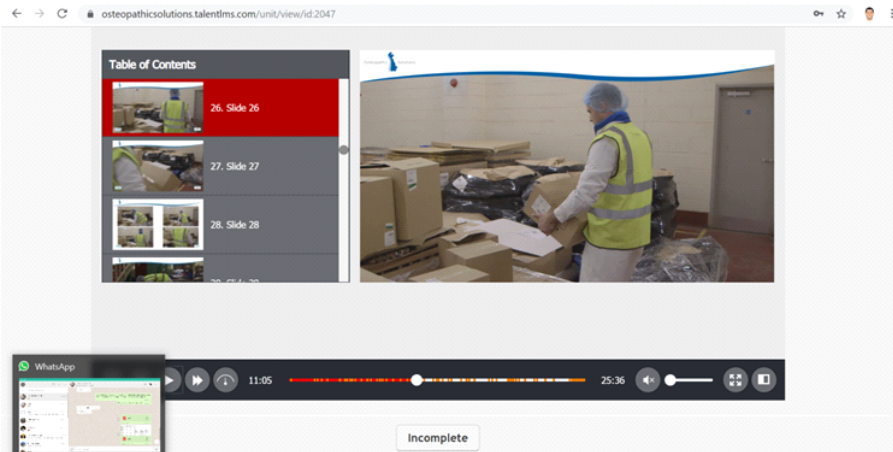 osteopathicsolutions.talentlms.com/unit/view/id:2047
Table of Contents
26. Slide 26
27. Slide 27
28. Slide 28
WhatsApp
11:05
25:36
Incomplete